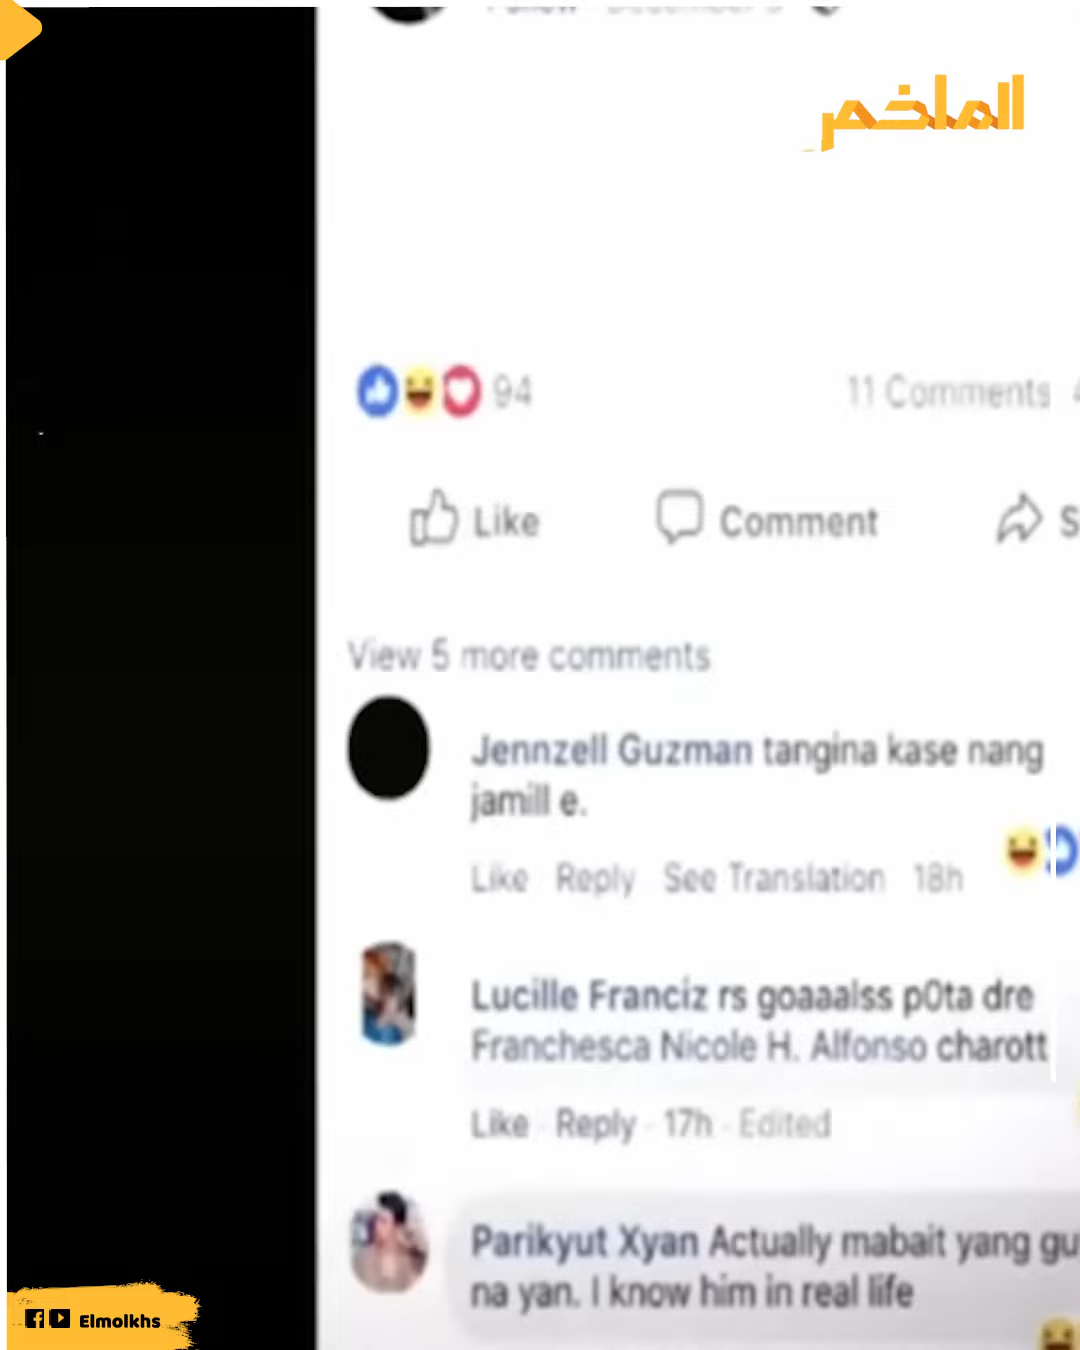 الملخص
94
11 Comments
Like
Comment
View 5 more comments
Jennzell Guzman tangina kase nang
jamill e.
Like Reply See Translation 18h
Lucille Franciz rs goaaalss p0ta dre
Franchesca Nicole H. Alfonso charott
Like · Reply · 17h · Edited
Parikyut Xyan Actually mabait yang
na yan. I know him in real life
Elmolkhs